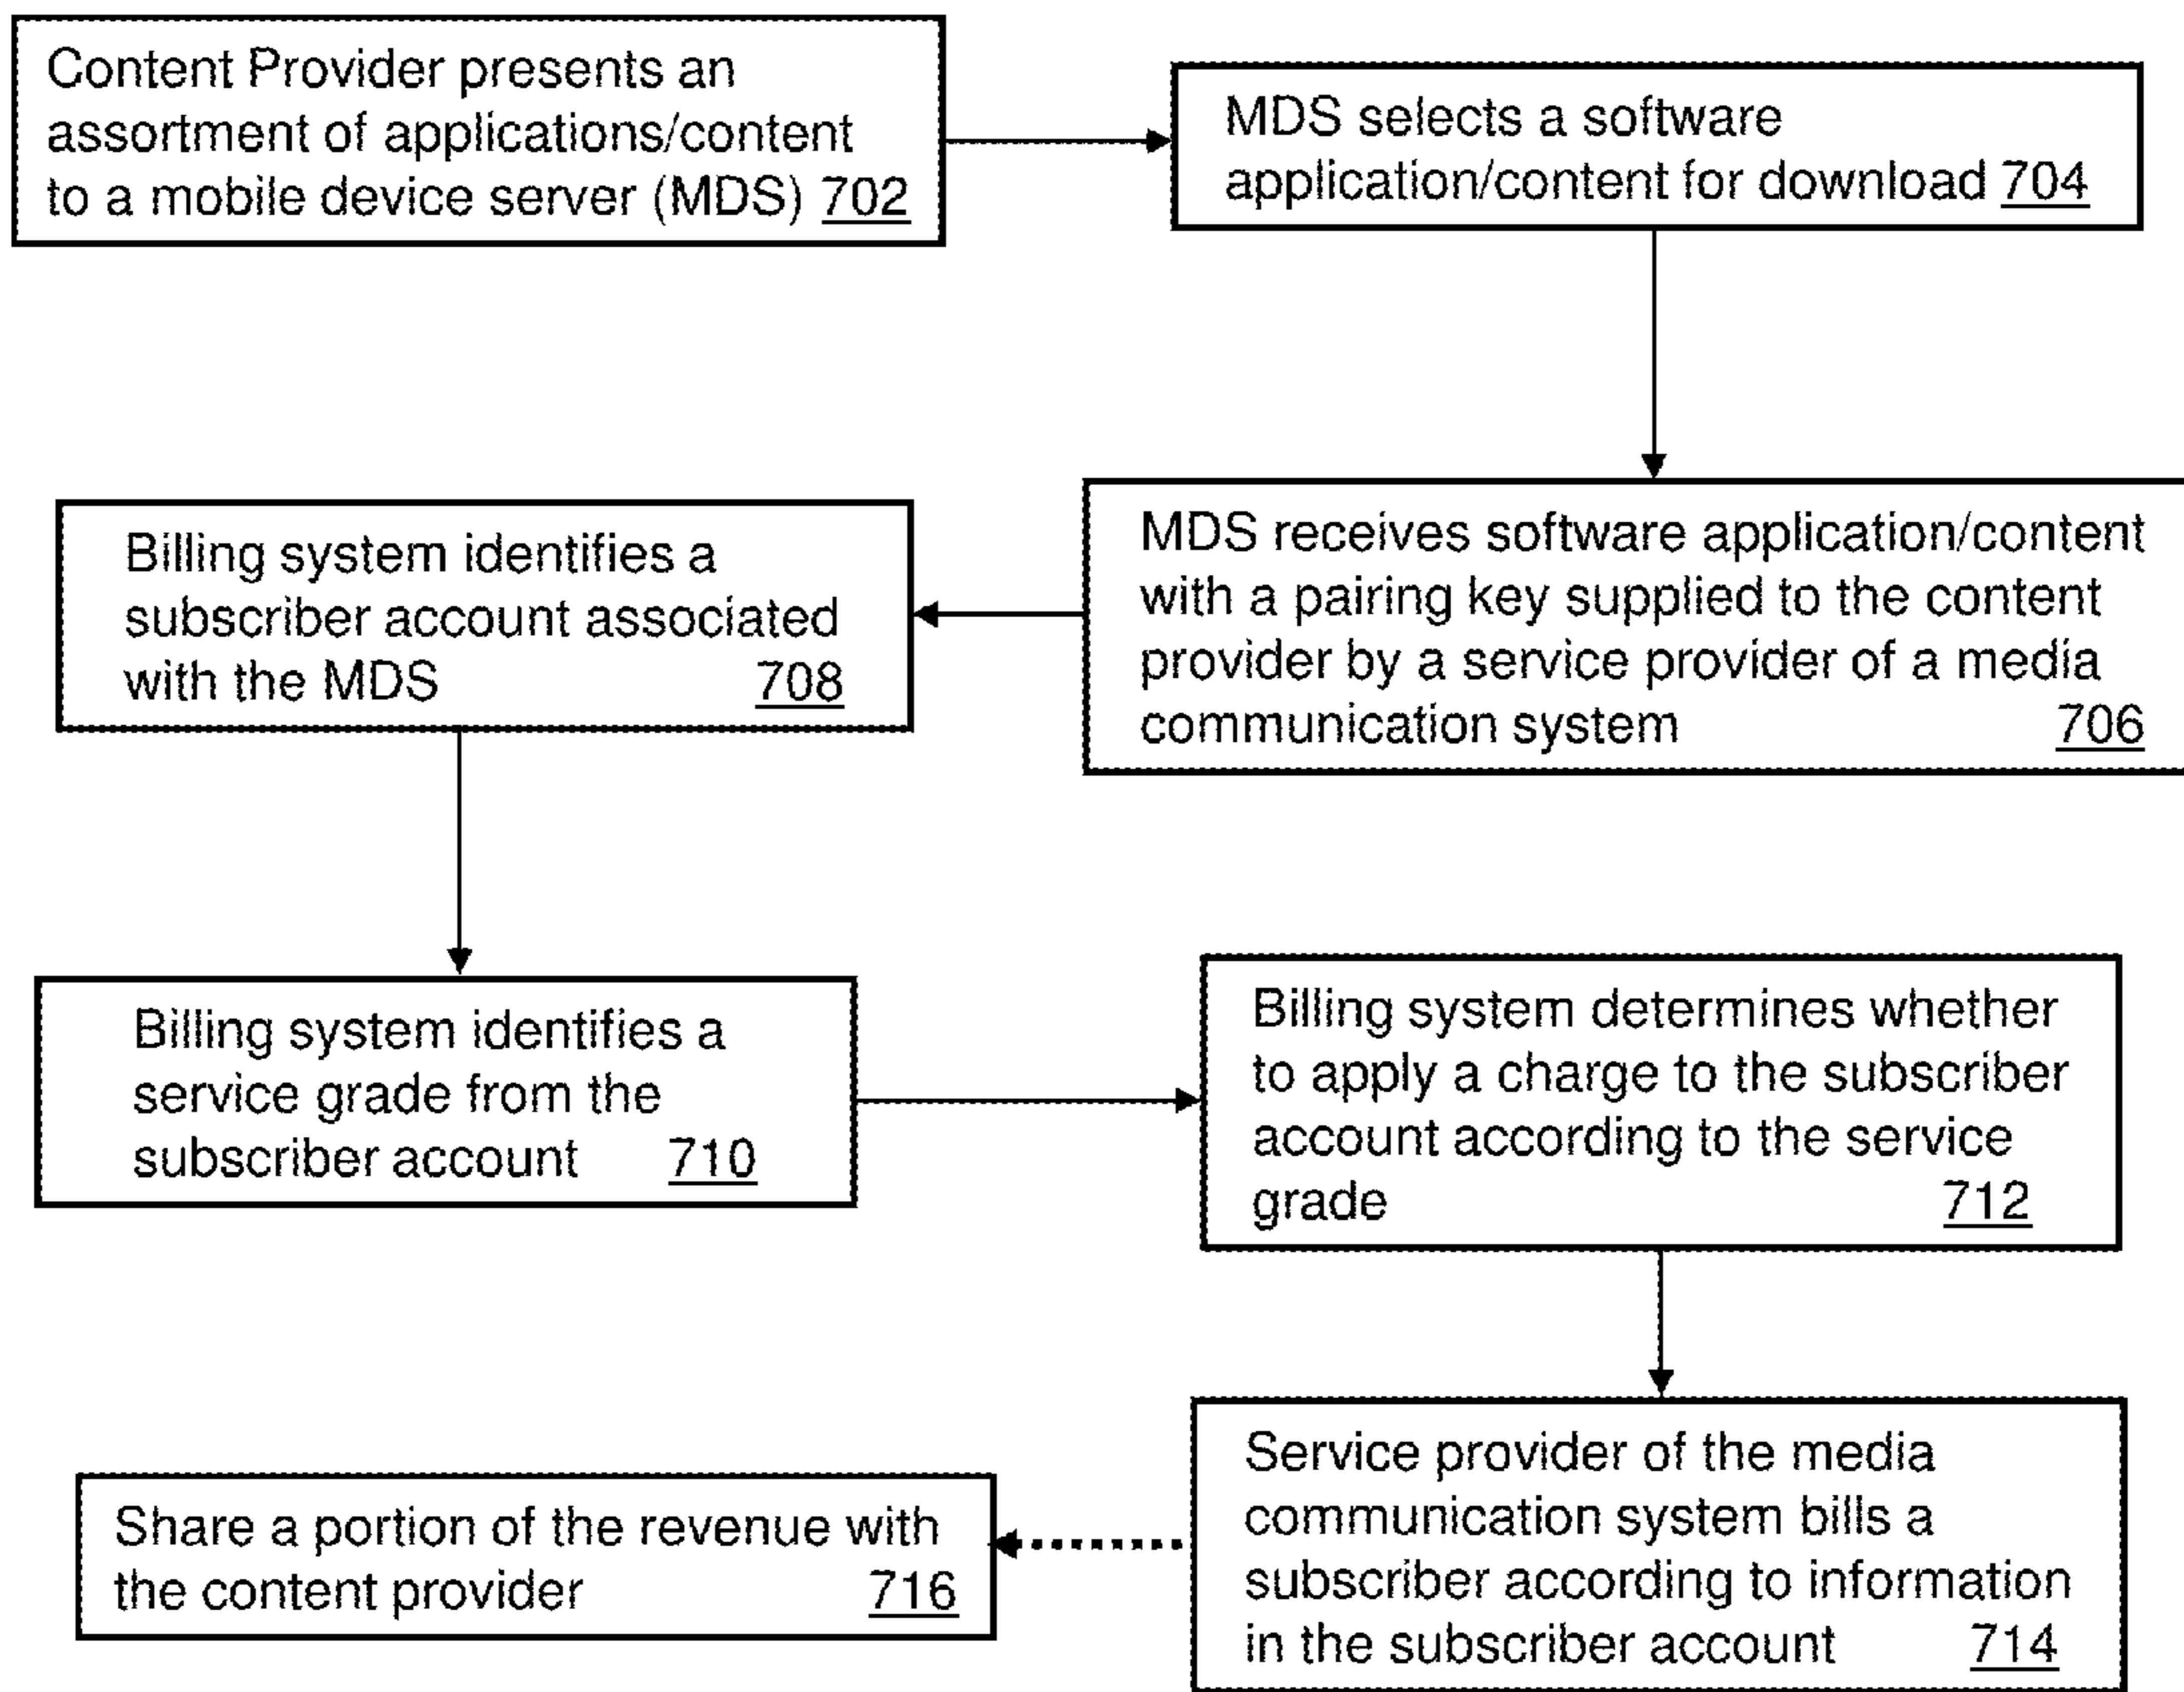 Content Provider presents an
assortment of applications/content
to a mobile device server (MDS) 702
MDS selects a software
application/content for download 704
MDS receives software application/content
with a pairing key supplied to the content
provider by a service provider of a media
communication system 706
Billing system identifies a
subscriber account associated
with the MDS 708
Billing system identifies a
service grade from the
subscriber account 710
Billing system determines whether
to apply a charge to the subscriber
account according to the service
grade 712
Service provider of the media
communication system bills a
subscriber according to information
in the subscriber account 714
Share a portion of the revenue with
the content provider 716